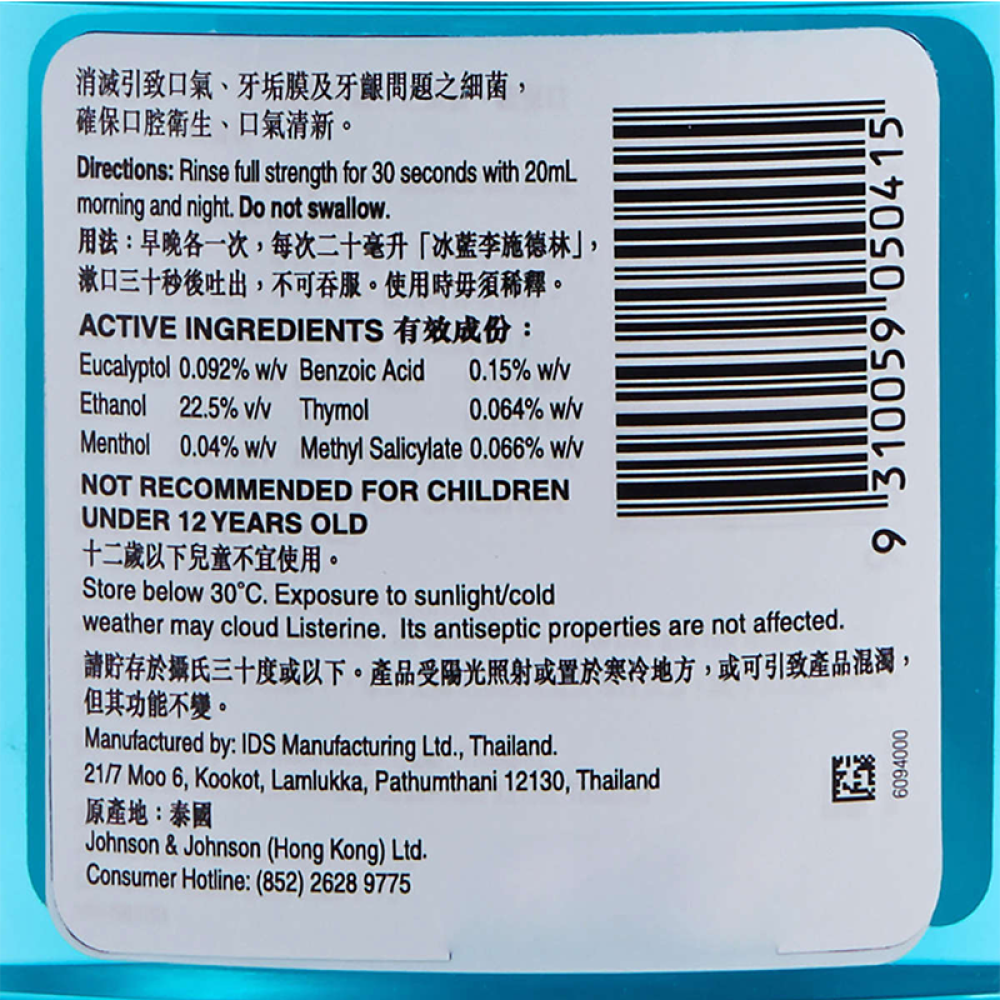 消滅引致口氣、牙垢膜及牙齦問題之細菌，
確保口腔衛生、口氣清新。
Directions: Rinse full strength for 30 seconds with 20mL
morning and night. Do not swallow.
用法：早晚各一次，每次二十毫升「冰藍李施德林」，
漱口三十秒後吐出，不可吞服。使用時毋須稀釋。
ACTIVE INGREDIENTS 有效成份：
Eucalyptol 0.092% w/v Benzoic Acid 0.15% w/v
Ethanol 22.5% v/v Thymol 0.064% w/v
Menthol 0.04% w/v Methyl Salicylate 0.066% w/v
NOT RECOMMENDED FOR CHILDREN
UNDER 12 YEARS OLD
十二歲以下兒童不宜使用。
Store below 30°C. Exposure to sunlight/cold
weather may cloud Listerine. Its antiseptic properties are not affected.
請貯存於攝氏三十度或以下。產品受陽光照射或置於寒冷地方，或可引致產品混濁，
但其功能不變。
Manufactured by: IDS Manufacturing Ltd., Thailand.
21/7 Moo 6, Kookot, Lamlukka, Pathumthani 12130, Thailand
原產地：泰國
Johnson & Johnson (Hong Kong) Ltd.
Consumer Hotline: (852) 2628 9775
9 310059 050415
6094000